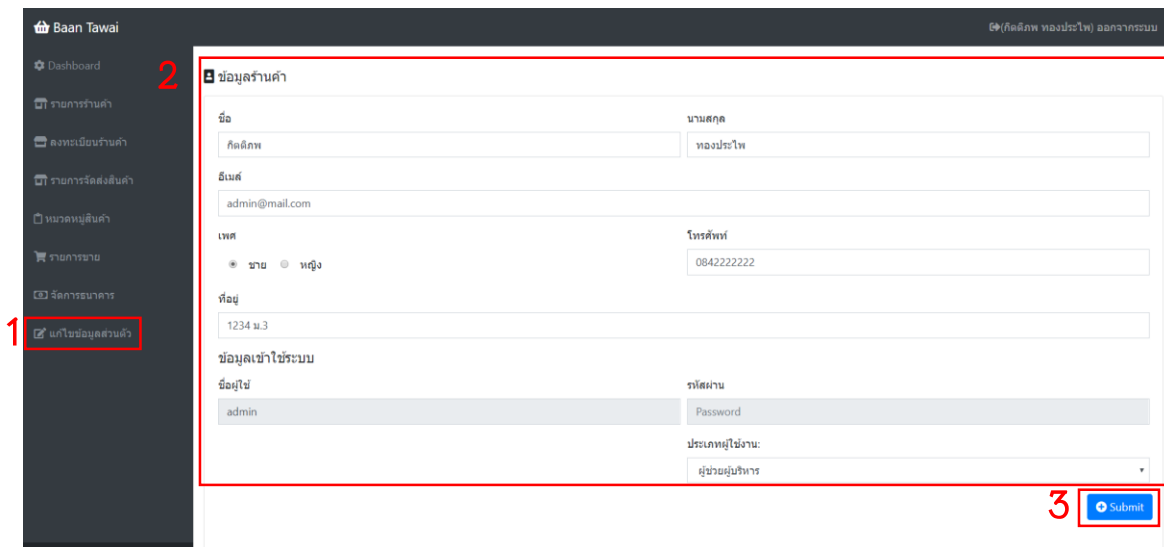 Baan Tawai
(กิตติภพ ทองประไพ) ออกจากระบบ
Dashboard
รายการร้านค้า
ลงทะเบียนร้านค้า
รายการจัดส่งสินค้า
หมวดหมู่สินค้า
รายการขาย
จัดการธนาคาร
1
แก้ไขข้อมูลส่วนตัว
2
ข้อมูลร้านค้า
ชื่อ นามสกุล
กิตติภพ ทองประไพ
อีเมล์
admin@mail.com
เพศ โทรศัพท์
ชาย หญิง 0842222222
ที่อยู่
1234 ม.3
ข้อมูลเข้าใช้ระบบ
ชื่อผู้ใช้ รหัสผ่าน
admin Password
ประเภทผู้ใช้งาน:
ผู้ช่วยผู้บริหาร
3 Submit